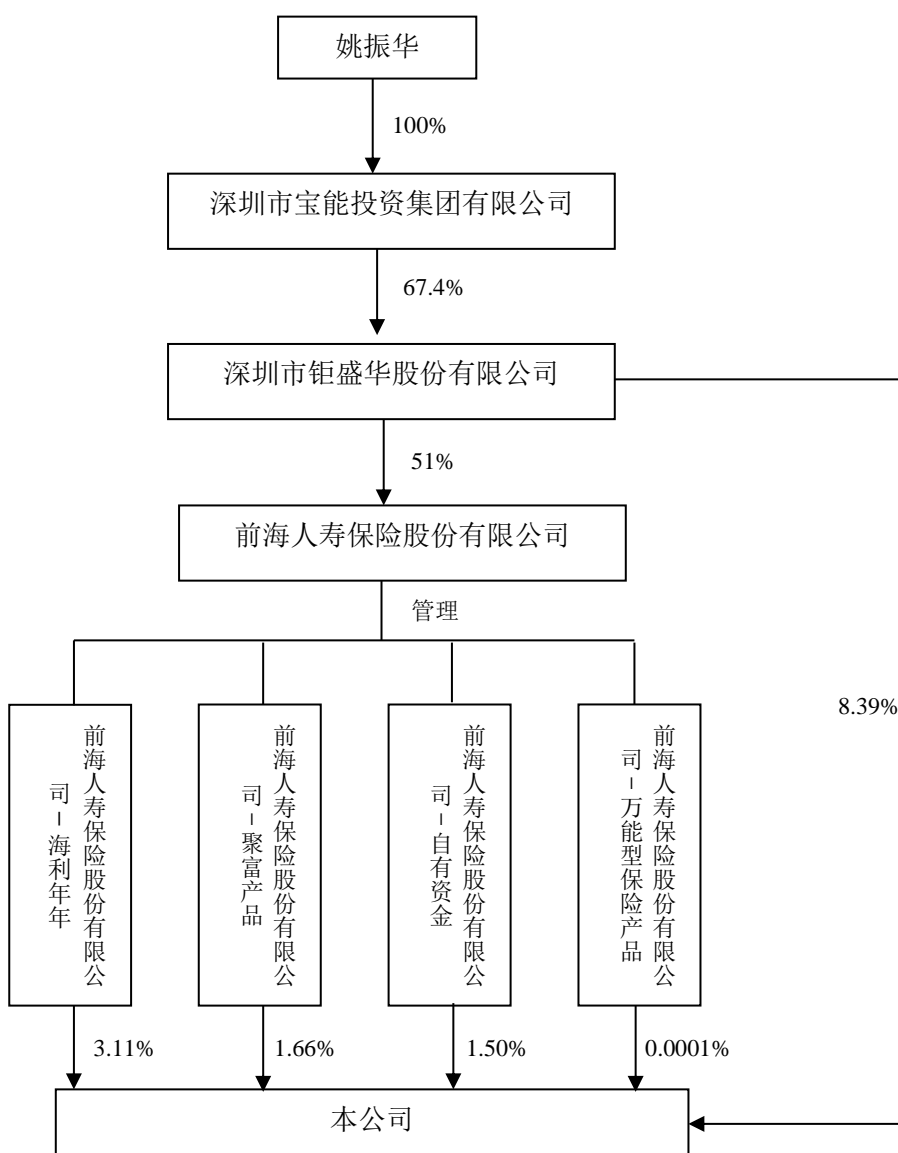 姚振华
100%
深圳市宝能投资集团有限公司
67.4%
深圳市钜盛华股份有限公司
51%
前海人寿保险股份有限公司
管理
8.39%
前海人寿保险股份有限公
司-海利年年
前海人寿保险股份有限公
司-聚富产品
前海人寿保险股份有限公
司-自有资金
前海人寿保险股份有限公
司-万能型保险产品
3.11%
1.66%
1.50%
0.0001%
本公司